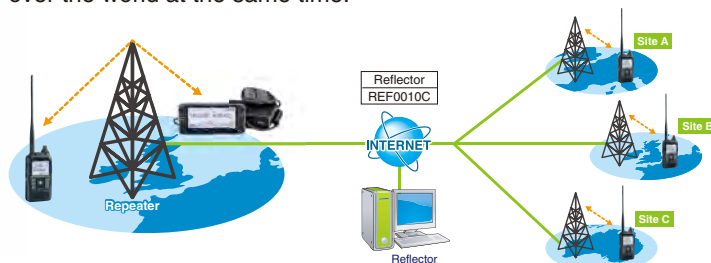 over the world at the same time.
Site A
Reflector
REF0010C
INTERNET
Site B
Repeater
Site C
Reflector